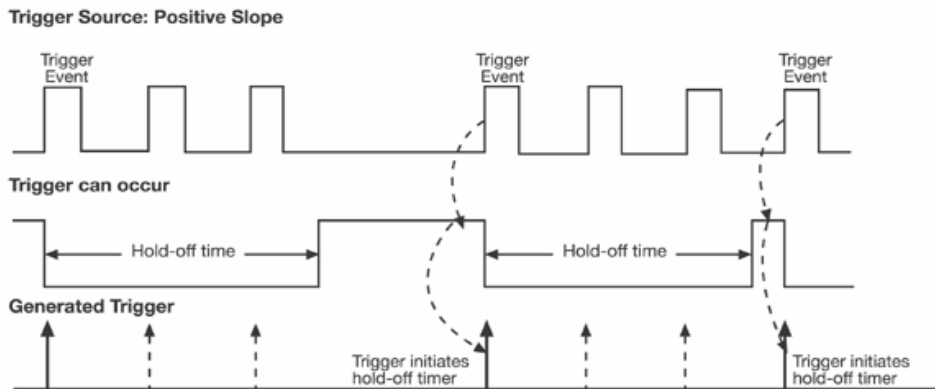 Trigger Source: Positive Slope
Trigger
Event
Trigger
Event
Trigger
Event
Trigger can occur
Hold-off time
Hold-off time
Generated Trigger
Trigger initiates
hold-off timer
Trigger initiates
hold-off timer